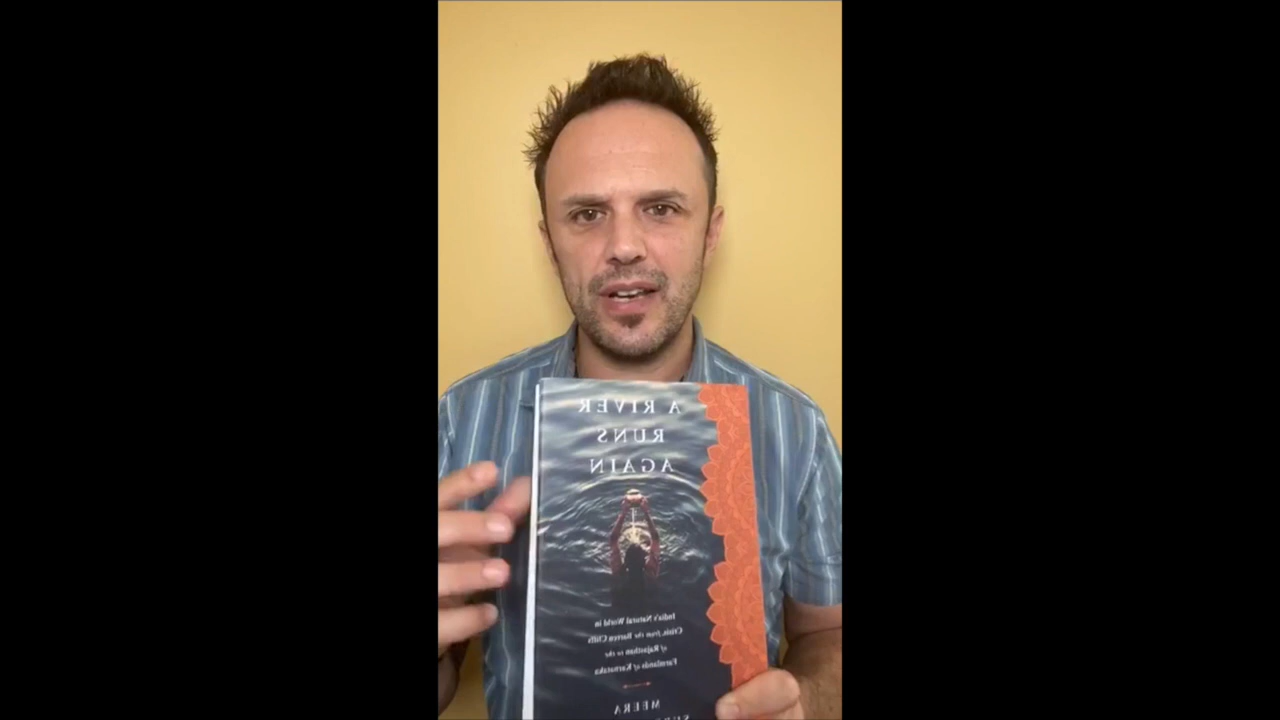 A RIVER
RUNS
AGAIN
India's Natural World in
Crisis, from the Barren Cliffs
of Rajasthan to the
Farmlands of Karnataka
MEERA